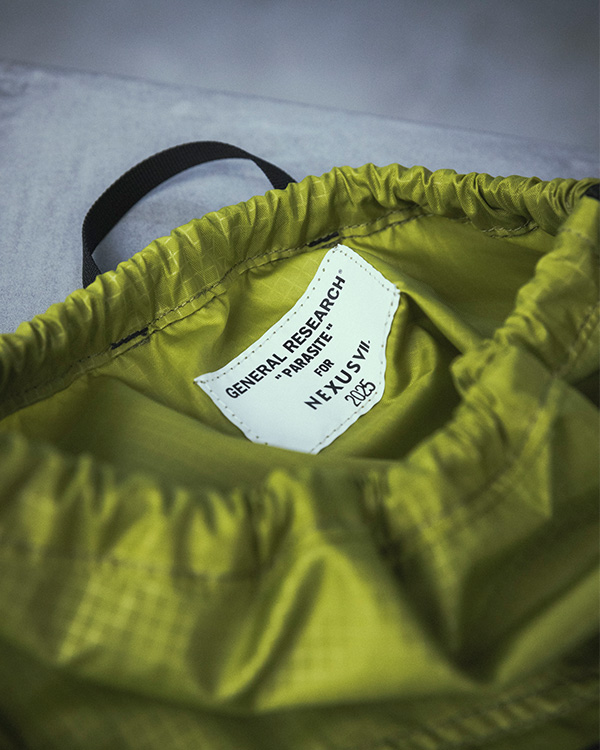 GENERAL RESEARCH®
"PARASITE"
FOR
NEXUSVII.
2025